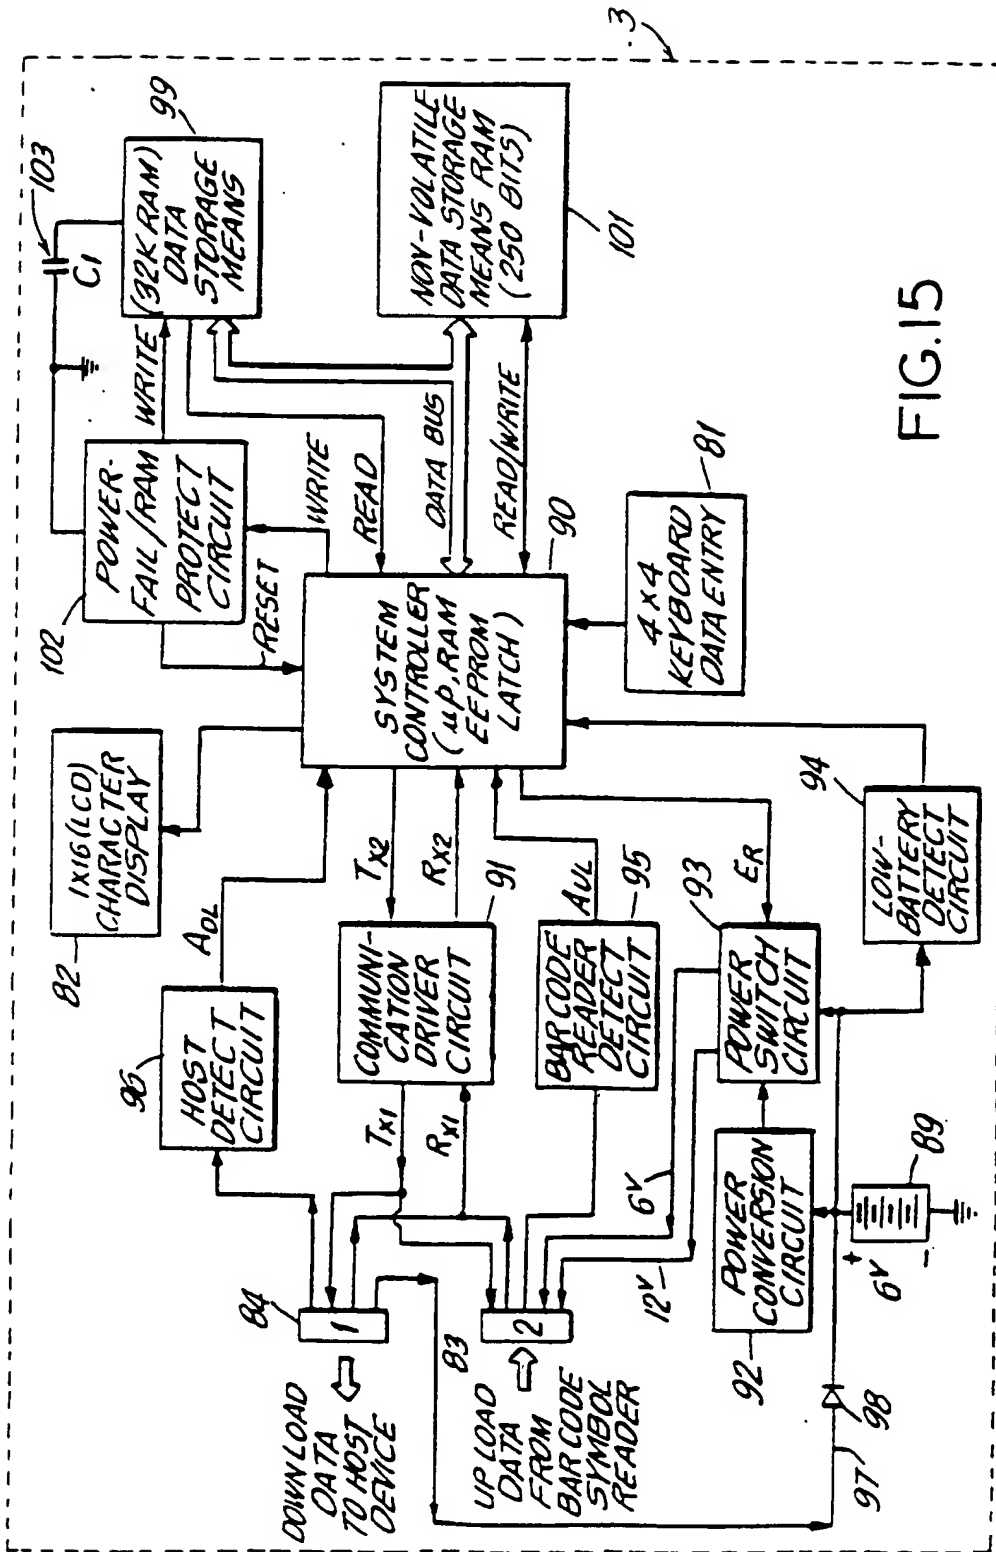 3
82
1X16(LCD)
CHARACTER
DISPLAY
102
POWER-
FAIL/RAM
PROTECT
CIRCUIT
103
C1
WRITE
(32K RAM)
DATA
STORAGE
MEANS
99
96
HOST
DETECT
CIRCUIT
ADL
RESET
WRITE
READ
DATA BUS
READ/WRITE
NON-VOLATILE
DATA STORAGE
MEANS RAM
(250 BITS)
101
DOWNLOAD
DATA
TO HOST
DEVICE
84
1
TX1
RX1
COMMUNI-
CATION
DRIVER
CIRCUIT
91
TX2
RX2
SYSTEM
CONTROLLER
(μP, RAM
EEPROM
LATCH)
90
83
UPLOAD
DATA
FROM
BAR CODE
SYMBOL
READER
2
BAR CODE
READER
DETECT
CIRCUIT
95
AUL
6V
12V
ER
4x4
KEYBOARD
DATA ENTRY
81
92
POWER
CONVERSION
CIRCUIT
POWER
SWITCH
CIRCUIT
93
94
LOW-
BATTERY
DETECT
CIRCUIT
+
6V
-
89
97
98
FIG.15